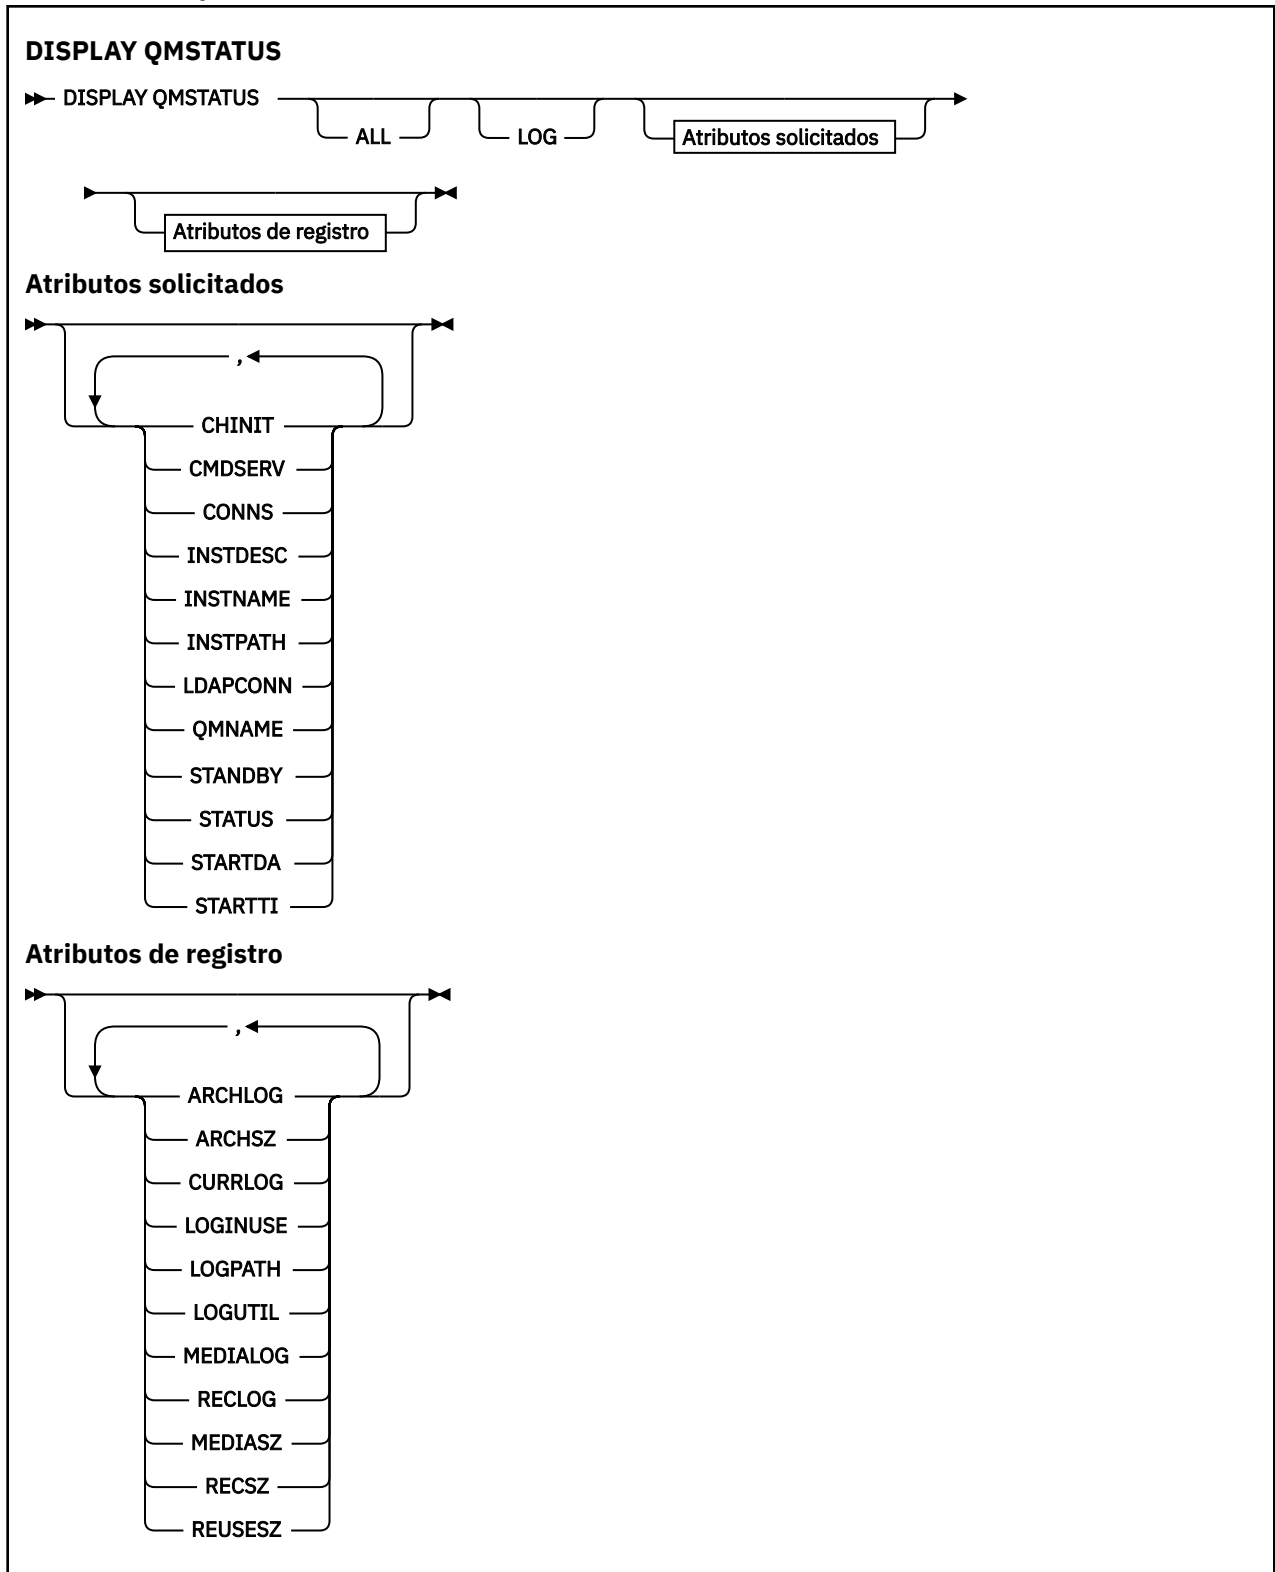 DISPLAY QMSTATUS
DISPLAY QMSTATUS
ALL
LOG
Atributos solicitados
Atributos de registro
Atributos solicitados
,
CHINIT
CMDSERV
CONNS
INSTDESC
INSTNAME
INSTPATH
LDAPCONN
QMNAME
STANDBY
STATUS
STARTDA
STARTTI
Atributos de registro
,
ARCHLOG
ARCHSZ
CURRLOG
LOGINUSE
LOGPATH
LOGUTIL
MEDIALOG
RECLOG
MEDIASZ
RECSZ
REUSESZ